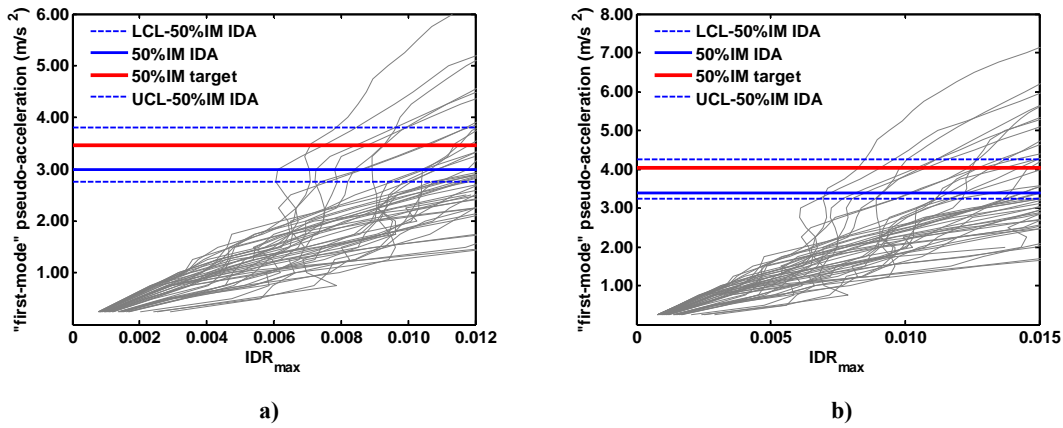 6.00
5.00
4.00
3.00
2.00
1.00
"first-mode" pseudo-acceleration (m/s ²)
LCL-50%IM IDA
50%IM IDA
50%IM target
UCL-50%IM IDA
0 0.002 0.004 0.006 0.008 0.010 0.012
IDRmax
a)
8.00
7.00
6.00
5.00
4.00
3.00
2.00
1.00
"first-mode" pseudo-acceleration (m/s ²)
LCL-50%IM IDA
50%IM IDA
50%IM target
UCL-50%IM IDA
0 0.005 0.010 0.015
IDRmax
b)